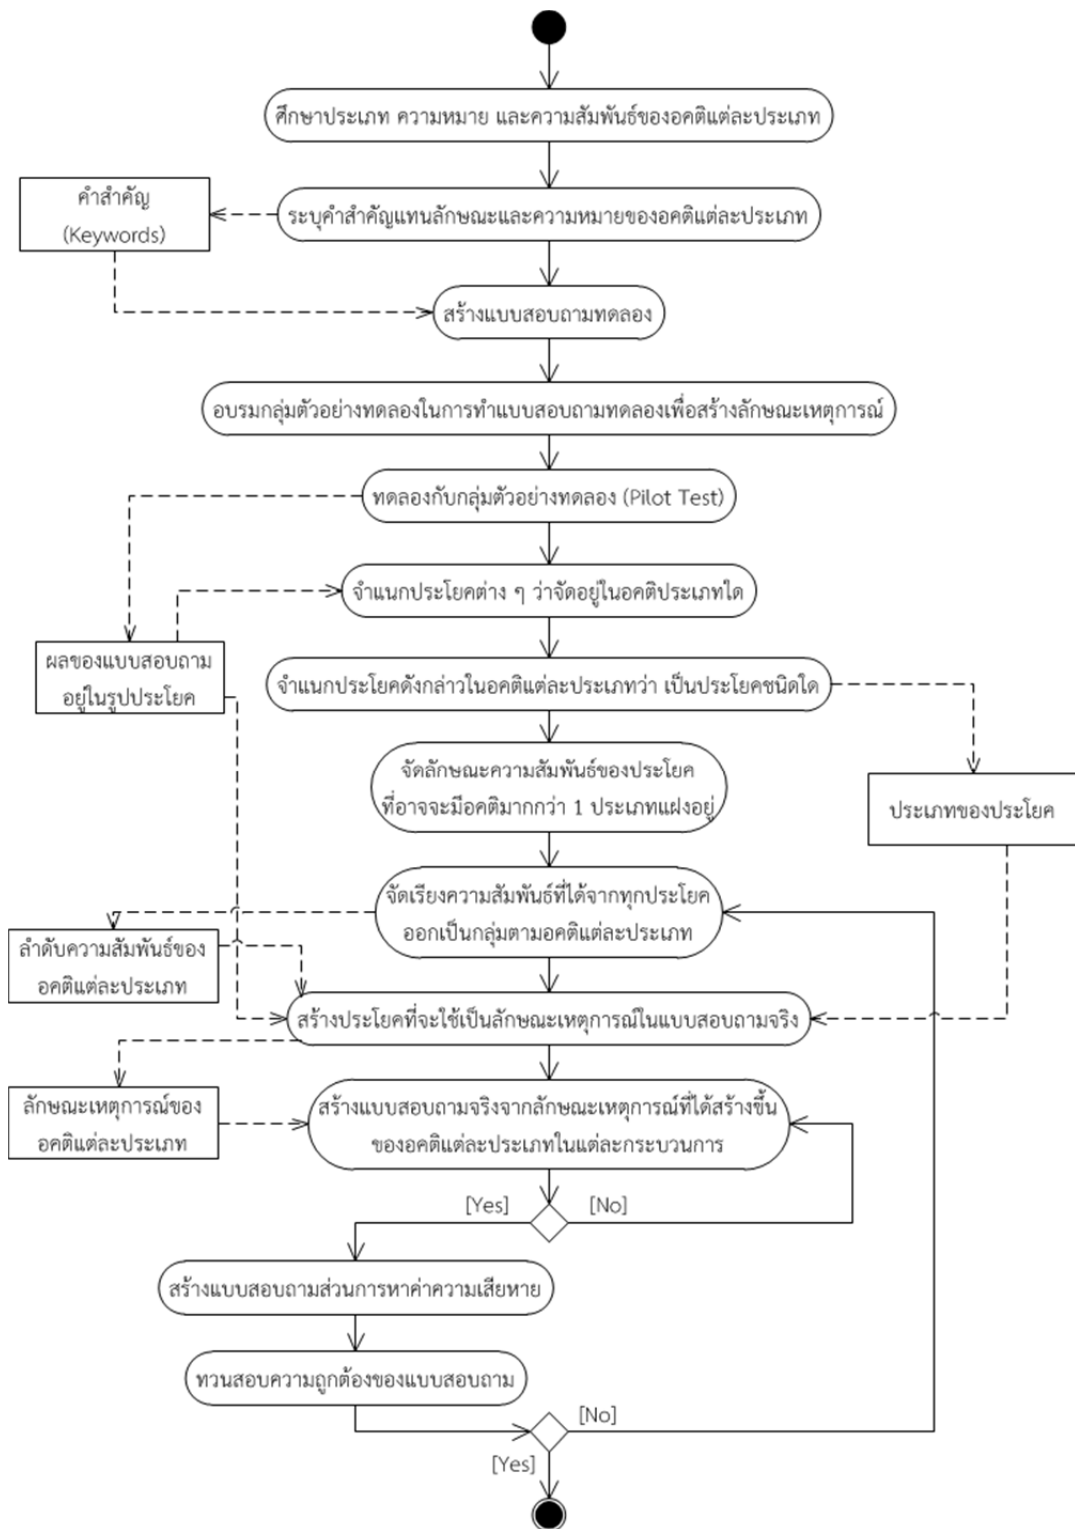 ศึกษาประเภท ความหมาย และความสัมพันธ์ของอคติแต่ละประเภท
คำสำคัญ
(Keywords)
ระบุคำสำคัญแทนลักษณะและความหมายของอคติแต่ละประเภท
สร้างแบบสอบถามทดลอง
อบรมกลุ่มตัวอย่างทดลองในการทำแบบสอบถามทดลองเพื่อสร้างลักษณะเหตุการณ์
ทดลองกับกลุ่มตัวอย่างทดลอง (Pilot Test)
จำแนกประโยคต่าง ๆ ว่าจัดอยู่ในอคติประเภทใด
ผลของแบบสอบถาม
อยู่ในรูปประโยค
จำแนกประโยคดังกล่าวในอคติแต่ละประเภทว่า เป็นประโยคชนิดใด
จัดลักษณะความสัมพันธ์ของประโยค
ที่อาจจะมีอคติมากกว่า 1 ประเภทแฝงอยู่
ประเภทของประโยค
จัดเรียงความสัมพันธ์ที่ได้จากทุกประโยค
ออกเป็นกลุ่มตามอคติแต่ละประเภท
ลำดับความสัมพันธ์ของ
อคติแต่ละประเภท
สร้างประโยคที่จะใช้เป็นลักษณะเหตุการณ์ในแบบสอบถามจริง
ลักษณะเหตุการณ์ของ
อคติแต่ละประเภท
สร้างแบบสอบถามจริงจากลักษณะเหตุการณ์ที่ได้สร้างขึ้น
ของอคติแต่ละประเภทในแต่ละกระบวนการ
[Yes]
[No]
สร้างแบบสอบถามส่วนการหาค่าความเสียหาย
ทวนสอบความถูกต้องของแบบสอบถาม
[No]
[Yes]